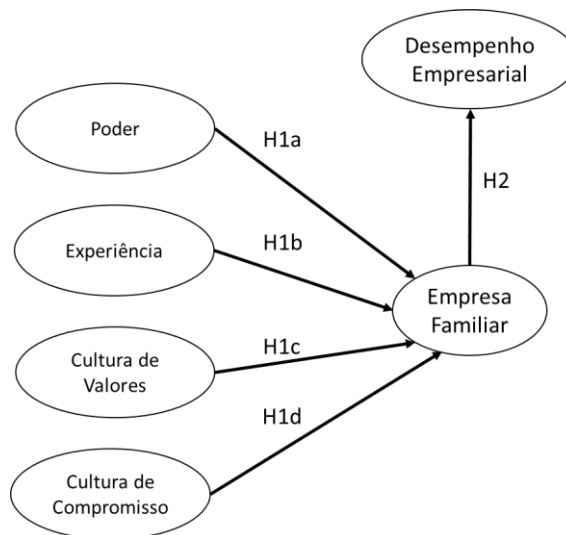 Desempenho
Empresarial
Poder
H1a
H2
Experiência
H1b
Empresa
Familiar
Cultura de
Valores
H1c
H1d
Cultura de
Compromisso